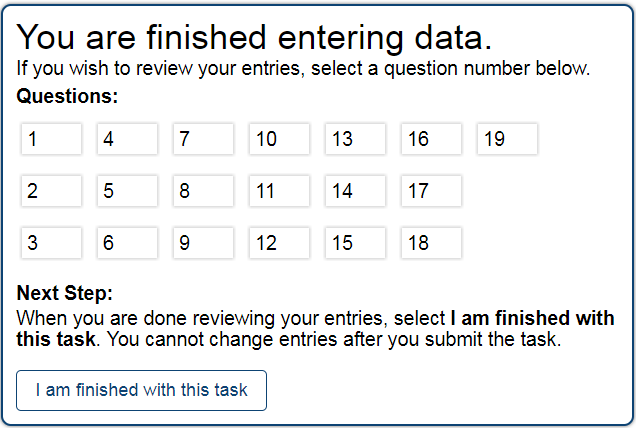 You are finished entering data.
If you wish to review your entries, select a question number below.
Questions:
1 4 7 10 13 16 19
2 5 8 11 14 17
3 6 9 12 15 18
Next Step:
When you are done reviewing your entries, select I am finished with
this task. You cannot change entries after you submit the task.
I am finished with this task